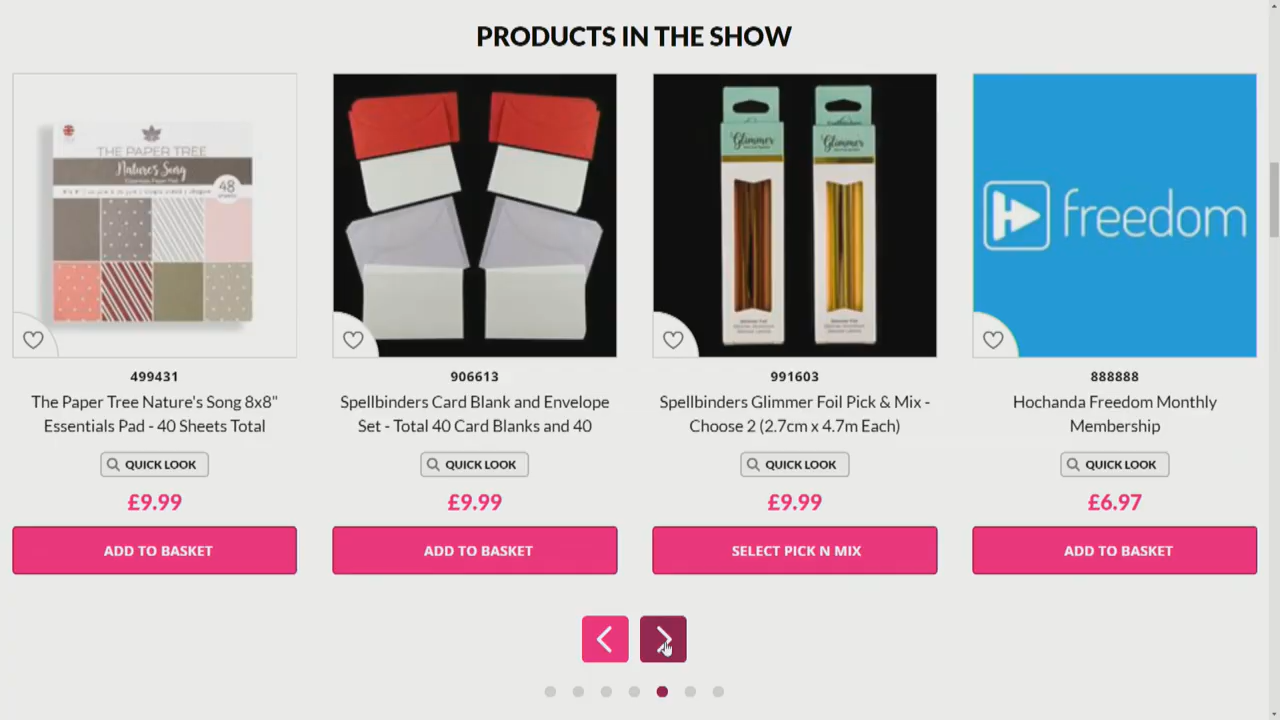 PRODUCTS IN THE SHOW
THE PAPER TREE
Nature's Song
48
Glimmer
Glimmer
freedom
499431
The Paper Tree Nature's Song 8x8"
Essentials Pad - 40 Sheets Total
QUICK LOOK
£9.99
ADD TO BASKET
906613
Spellbinders Card Blank and Envelope
Set - Total 40 Card Blanks and 40
QUICK LOOK
£9.99
ADD TO BASKET
991603
Spellbinders Glimmer Foil Pick & Mix -
Choose 2 (2.7cm x 4.7m Each)
QUICK LOOK
£9.99
SELECT PICK N MIX
888888
Hochanda Freedom Monthly
Membership
QUICK LOOK
£6.97
ADD TO BASKET